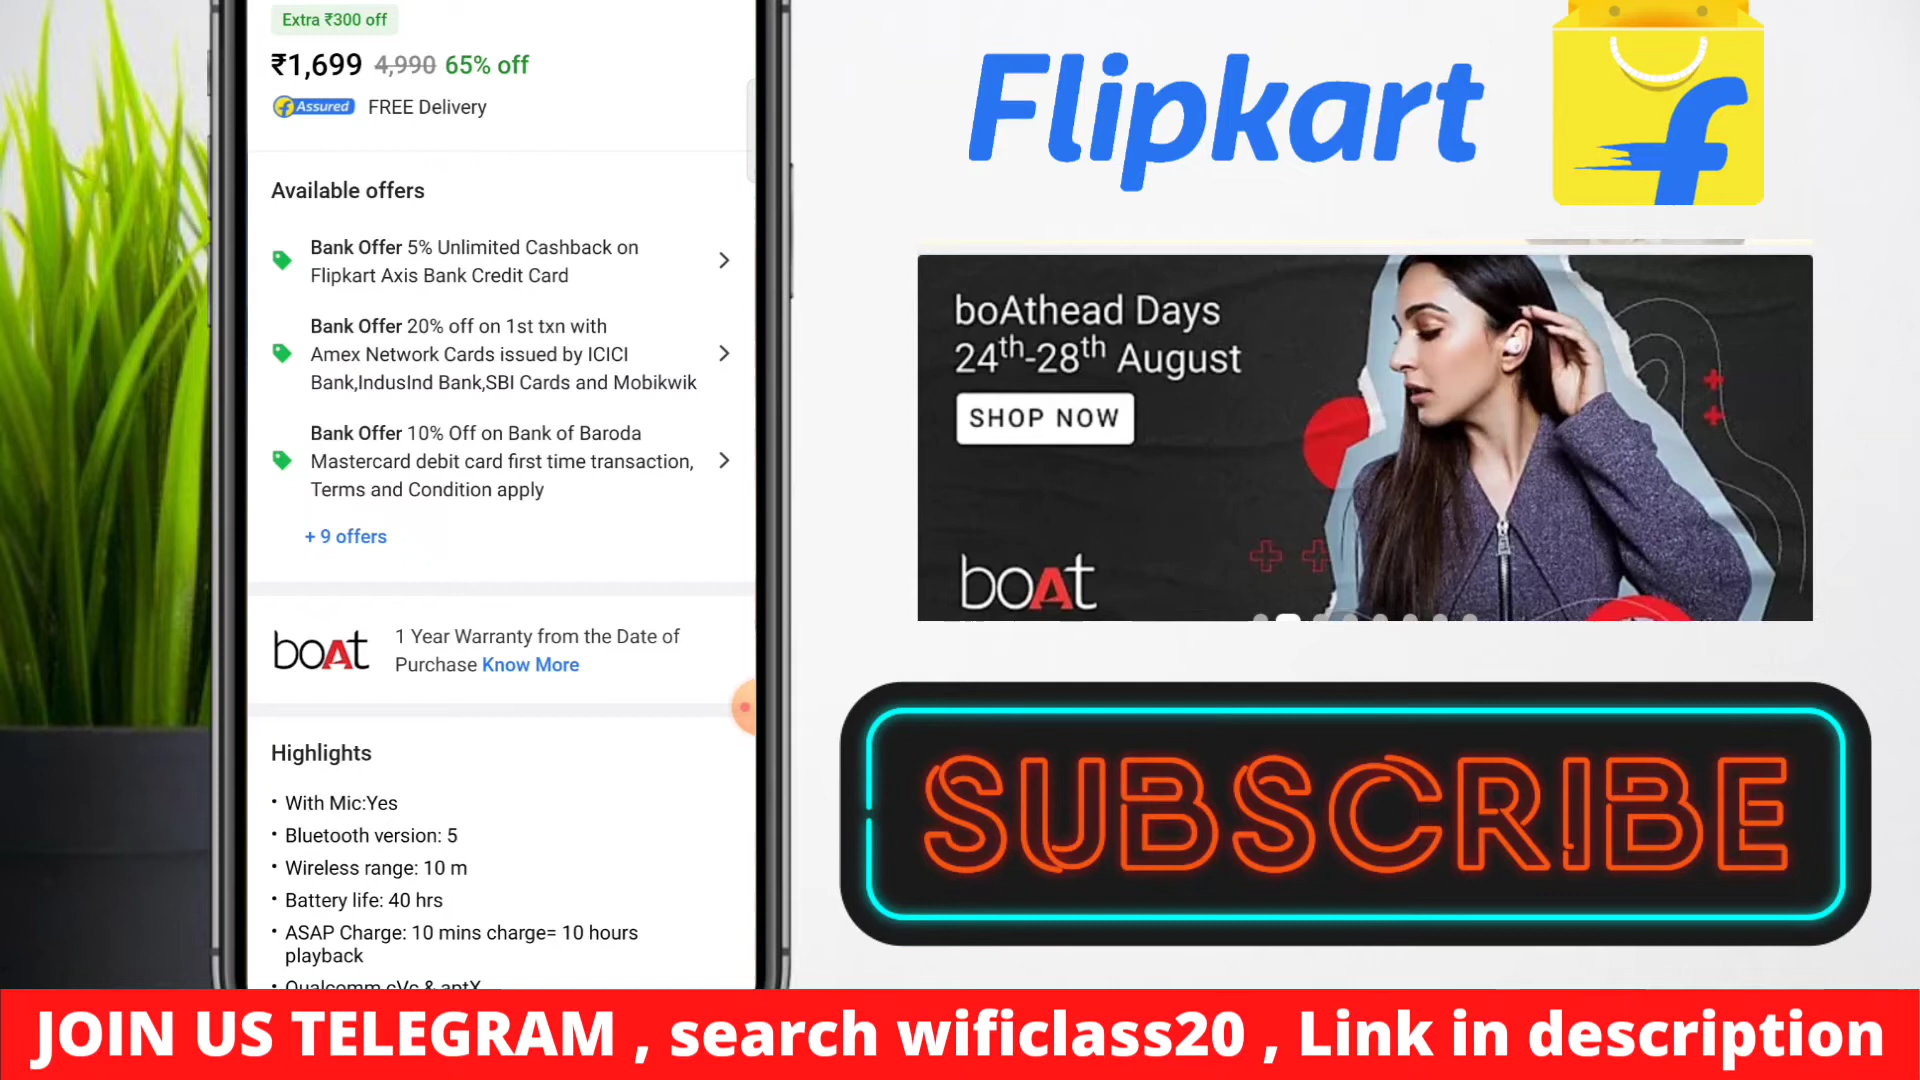 Extra ₹300 off
₹1,699 4,990 65% off
f Assured FREE Delivery
Available offers
Bank Offer 5% Unlimited Cashback on
Flipkart Axis Bank Credit Card
Bank Offer 20% off on 1st txn with
Amex Network Cards issued by ICICI
Bank,IndusInd Bank,SBI Cards and Mobikwik
Bank Offer 10% Off on Bank of Baroda
Mastercard debit card first time transaction,
Terms and Condition apply
+ 9 offers
boAt
1 Year Warranty from the Date of
Purchase Know More
Highlights
• With Mic:Yes
• Bluetooth version: 5
• Wireless range: 10 m
• Battery life: 40 hrs
• ASAP Charge: 10 mins charge= 10 hours
playback
• Qualcomm cVc & aptX
Flipkart
f
boAthead Days
24th-28th August
SHOP NOW
boAt
SUBSCRIBE
JOIN US TELEGRAM , search wificlass20 , Link in description